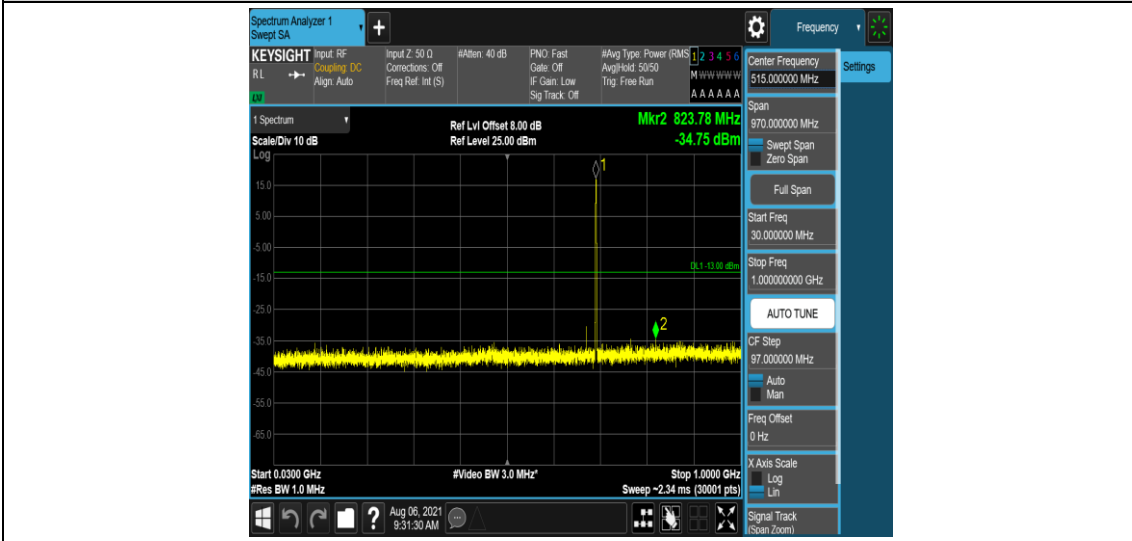 Spectrum Analyzer 1
Swept SA
+
Frequency
KEYSIGHT
RL
Input: RF
Coupling: DC
Align: Auto
Input Z: 50 Ω
Corrections: Off
Freq Ref: Int (S)
#Atten: 40 dB
PNO: Fast
Gate: Off
IF Gain: Low
Sig Track: Off
#Avg Type: Power (RMS
Avg|Hold: 50/50
Trig: Free Run
1 2 3 4 5 6
M W W W W W
A A A A A A
1 Spectrum
Scale/Div 10 dB
Log
Ref Lvl Offset 8.00 dB
Ref Level 25.00 dBm
Mkr2 823.78 MHz
-34.75 dBm
1
15.0
5.00
-5.00
DL1 -13.00 dBm
-15.0
-25.0
2
-35.0
-45.0
-55.0
-65.0
Start 0.0300 GHz
#Res BW 1.0 MHz
#Video BW 3.0 MHz*
Stop 1.0000 GHz
Sweep ~2.34 ms (30001 pts)
?
Aug 06, 2021
9:31:30 AM
Center Frequency
515.000000 MHz
Settings
Span
970.000000 MHz
Swept Span
Zero Span
Full Span
Start Freq
30.000000 MHz
Stop Freq
1.000000000 GHz
AUTO TUNE
CF Step
97.000000 MHz
Auto
Man
Freq Offset
0 Hz
X Axis Scale
Log
Lin
Signal Track
(Span Zoom)